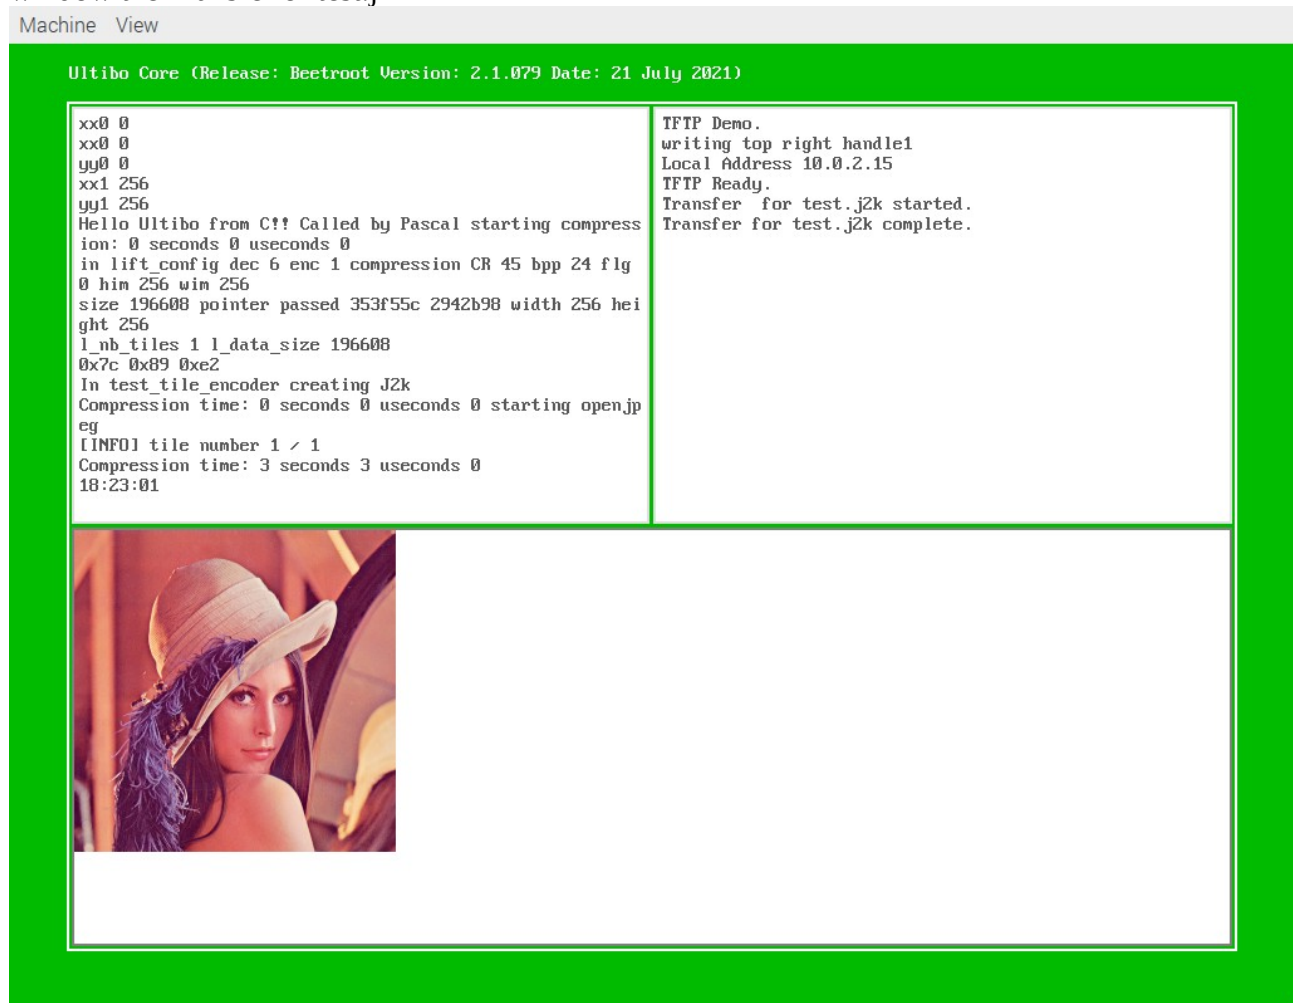 Machine View
Ultibo Core (Release: Beetroot Version: 2.1.079 Date: 21 July 2021)
xx0 0
xx0 0
yy0 0
xx1 256
yy1 256
Hello Ultibo from C!! Called by Pascal starting compress
ion: 0 seconds 0 useconds 0
in lift_config dec 6 enc 1 compression CR 45 bpp 24 flg
0 him 256 wim 256
size 196608 pointer passed 353f55c 2942b98 width 256 hei
ght 256
l_nb_tiles 1 l_data_size 196608
0x7c 0x89 0xe2
In test_tile_encoder creating J2k
Compression time: 0 seconds 0 useconds 0 starting openjp
eg
[INFO] tile number 1 / 1
Compression time: 3 seconds 3 useconds 0
18:23:01
TFTP Demo.
writing top right handle1
Local Address 10.0.2.15
TFTP Ready.
Transfer  for test.j2k started.
Transfer for test.j2k complete.